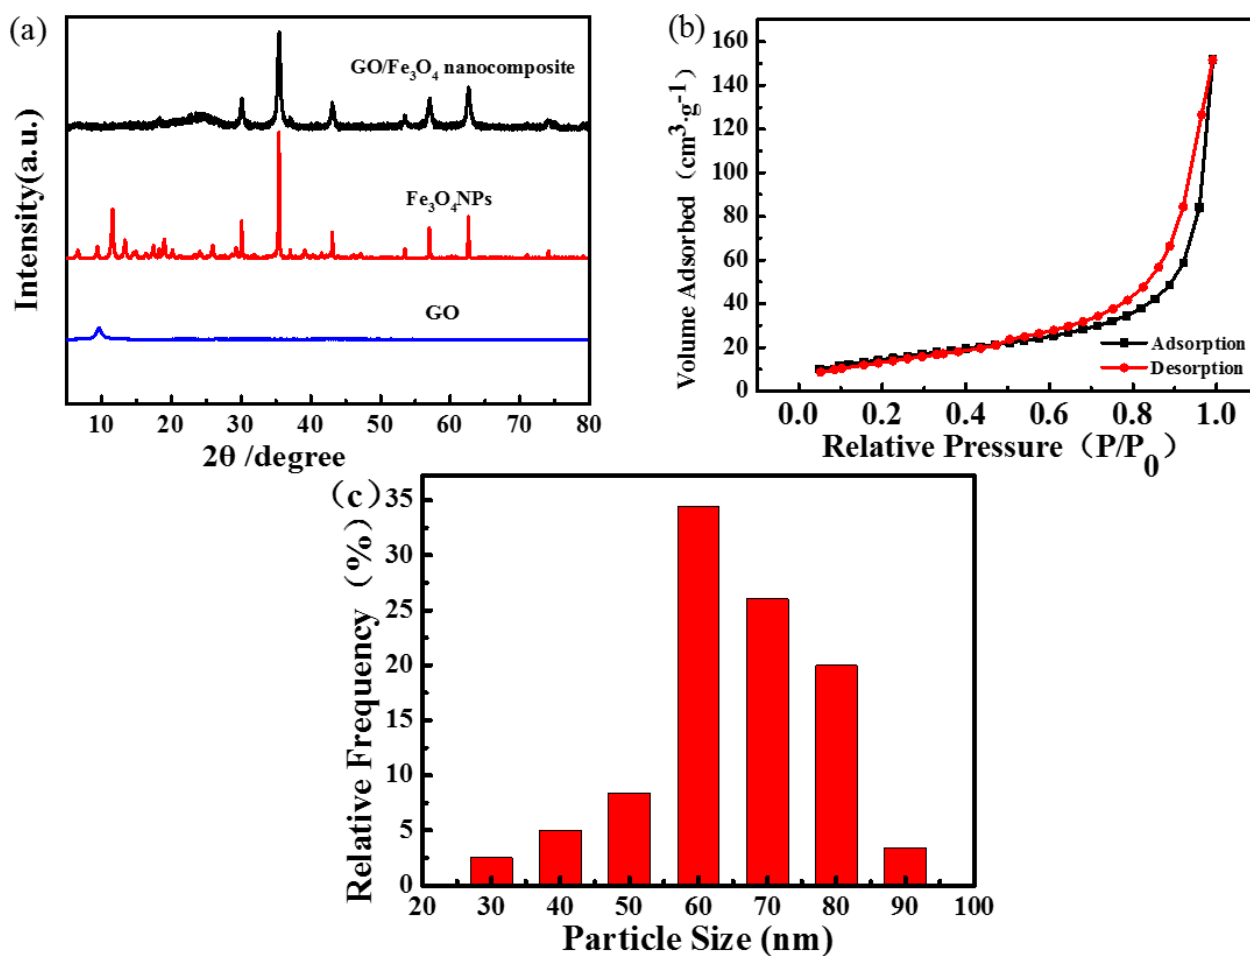 (a)
GO/Fe₃O₄ nanocomposite
Fe₃O₄NPs
GO
Intensity(a.u.)
10 20 30 40 50 60 70 80
2θ /degree
(b)
160
140
120
100
80
60
40
20
0
Volume Adsorbed （cm³·g⁻¹）
Adsorption
Desorption
0.0 0.2 0.4 0.6 0.8 1.0
Relative Pressure（P/P₀）
（c）
35
30
25
20
15
10
5
0
Relative Frequency （%）
20 30 40 50 60 70 80 90 100
Particle Size (nm)